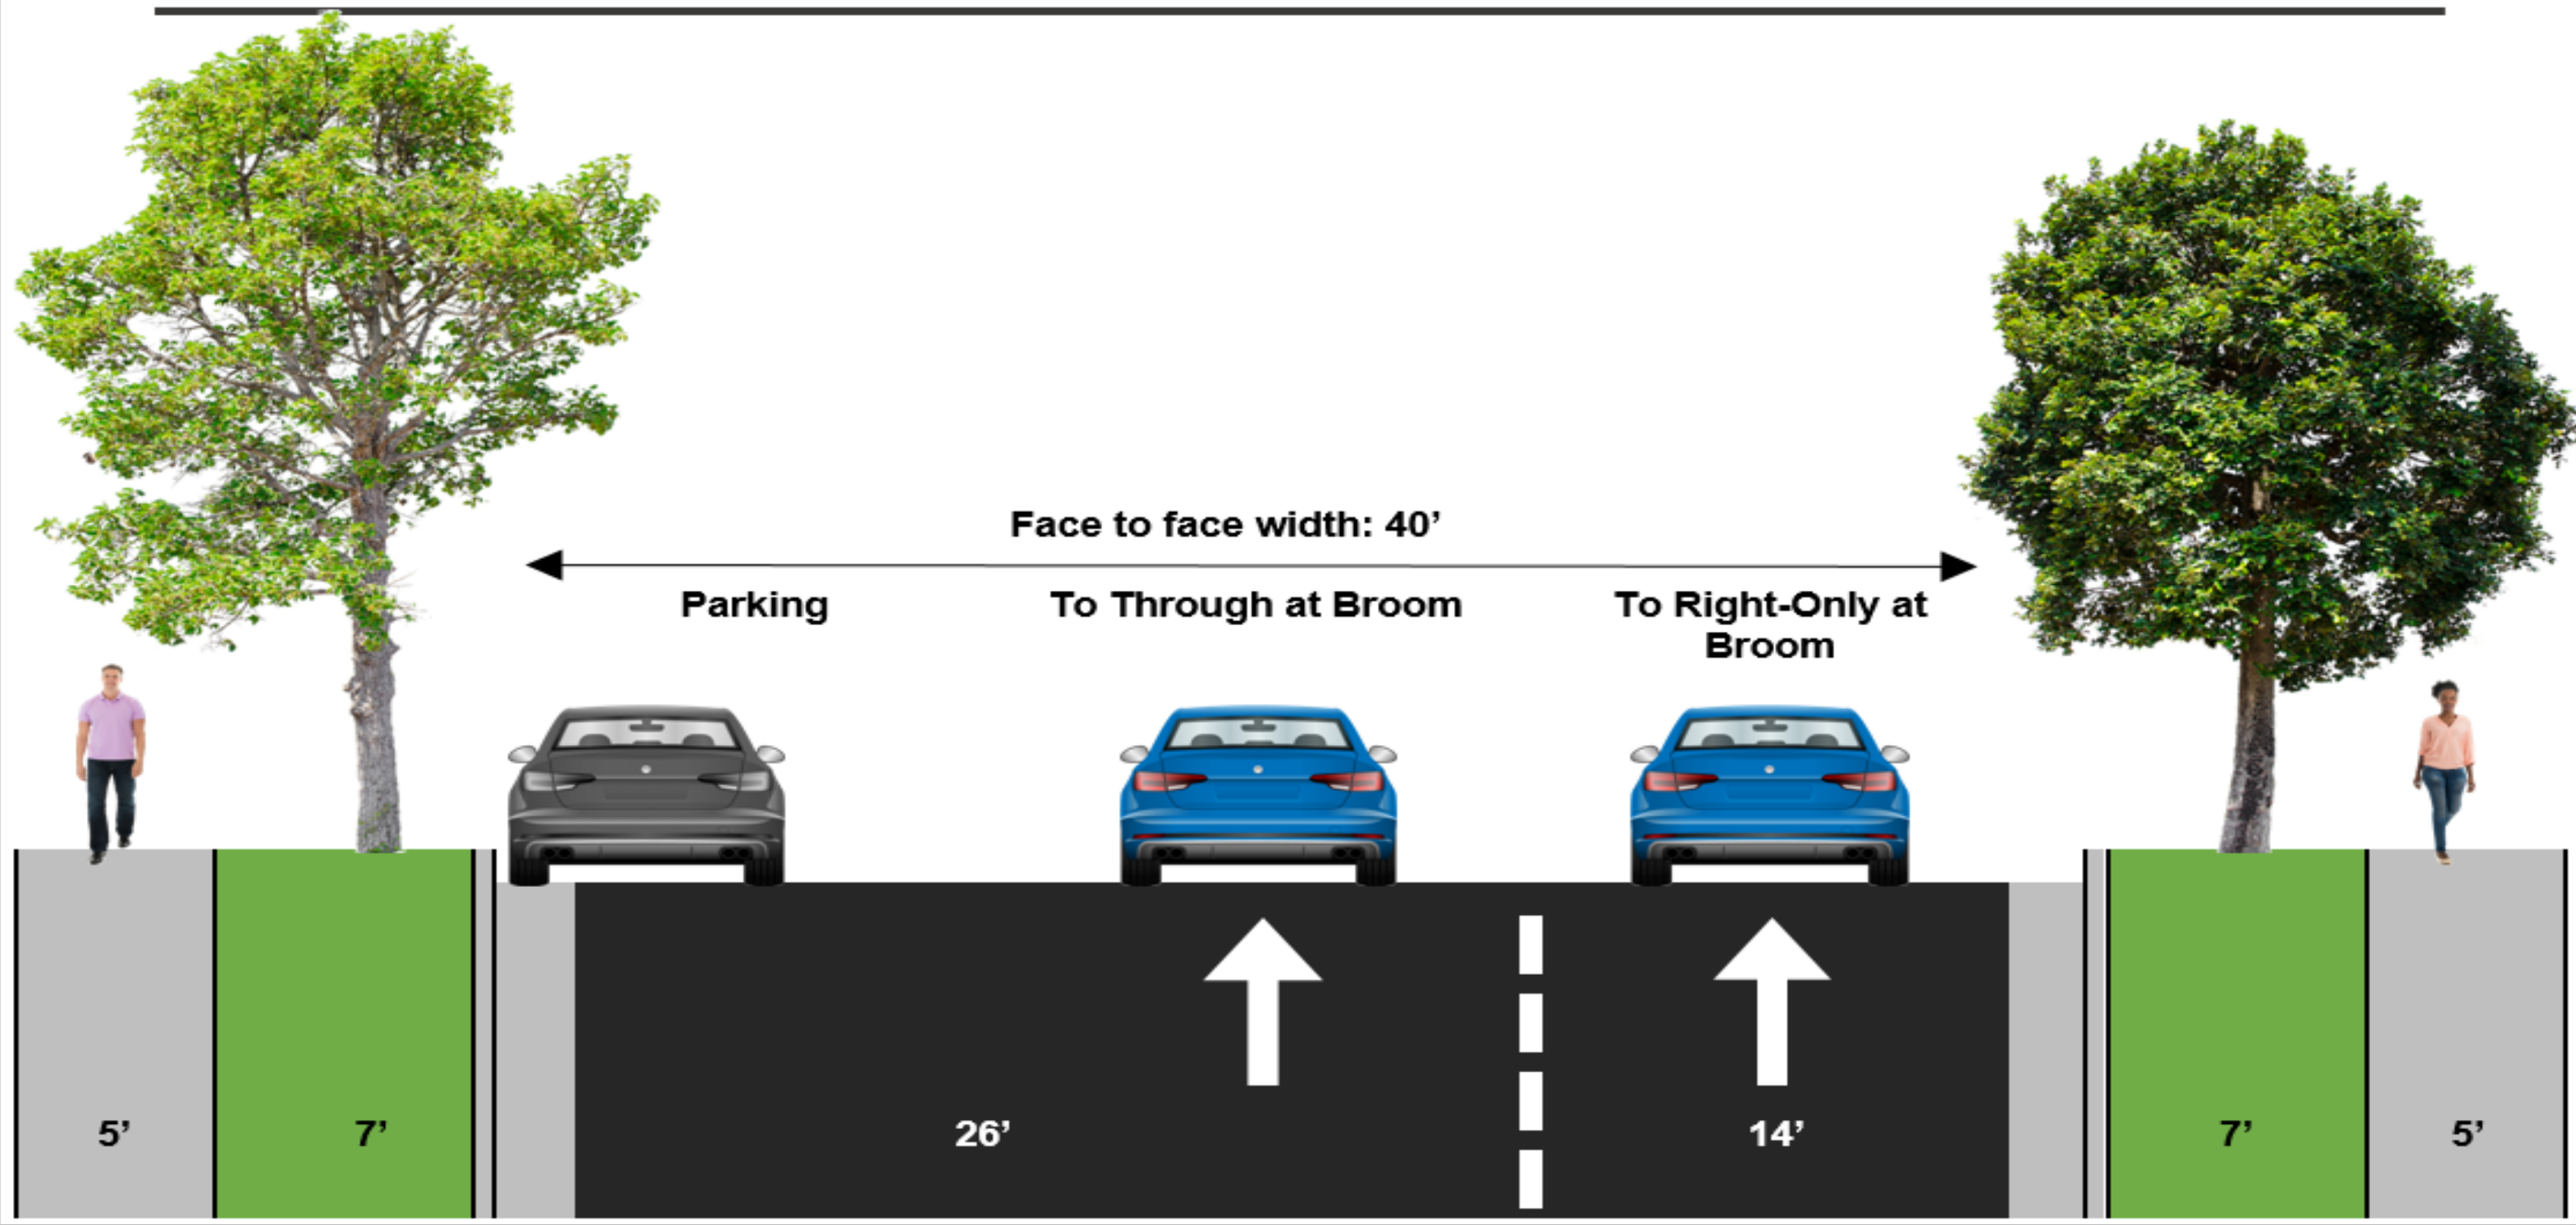 Face to face width: 40’
Parking
To Through at Broom
To Right-Only at
Broom
5’
7’
26’
14’
7’
5’